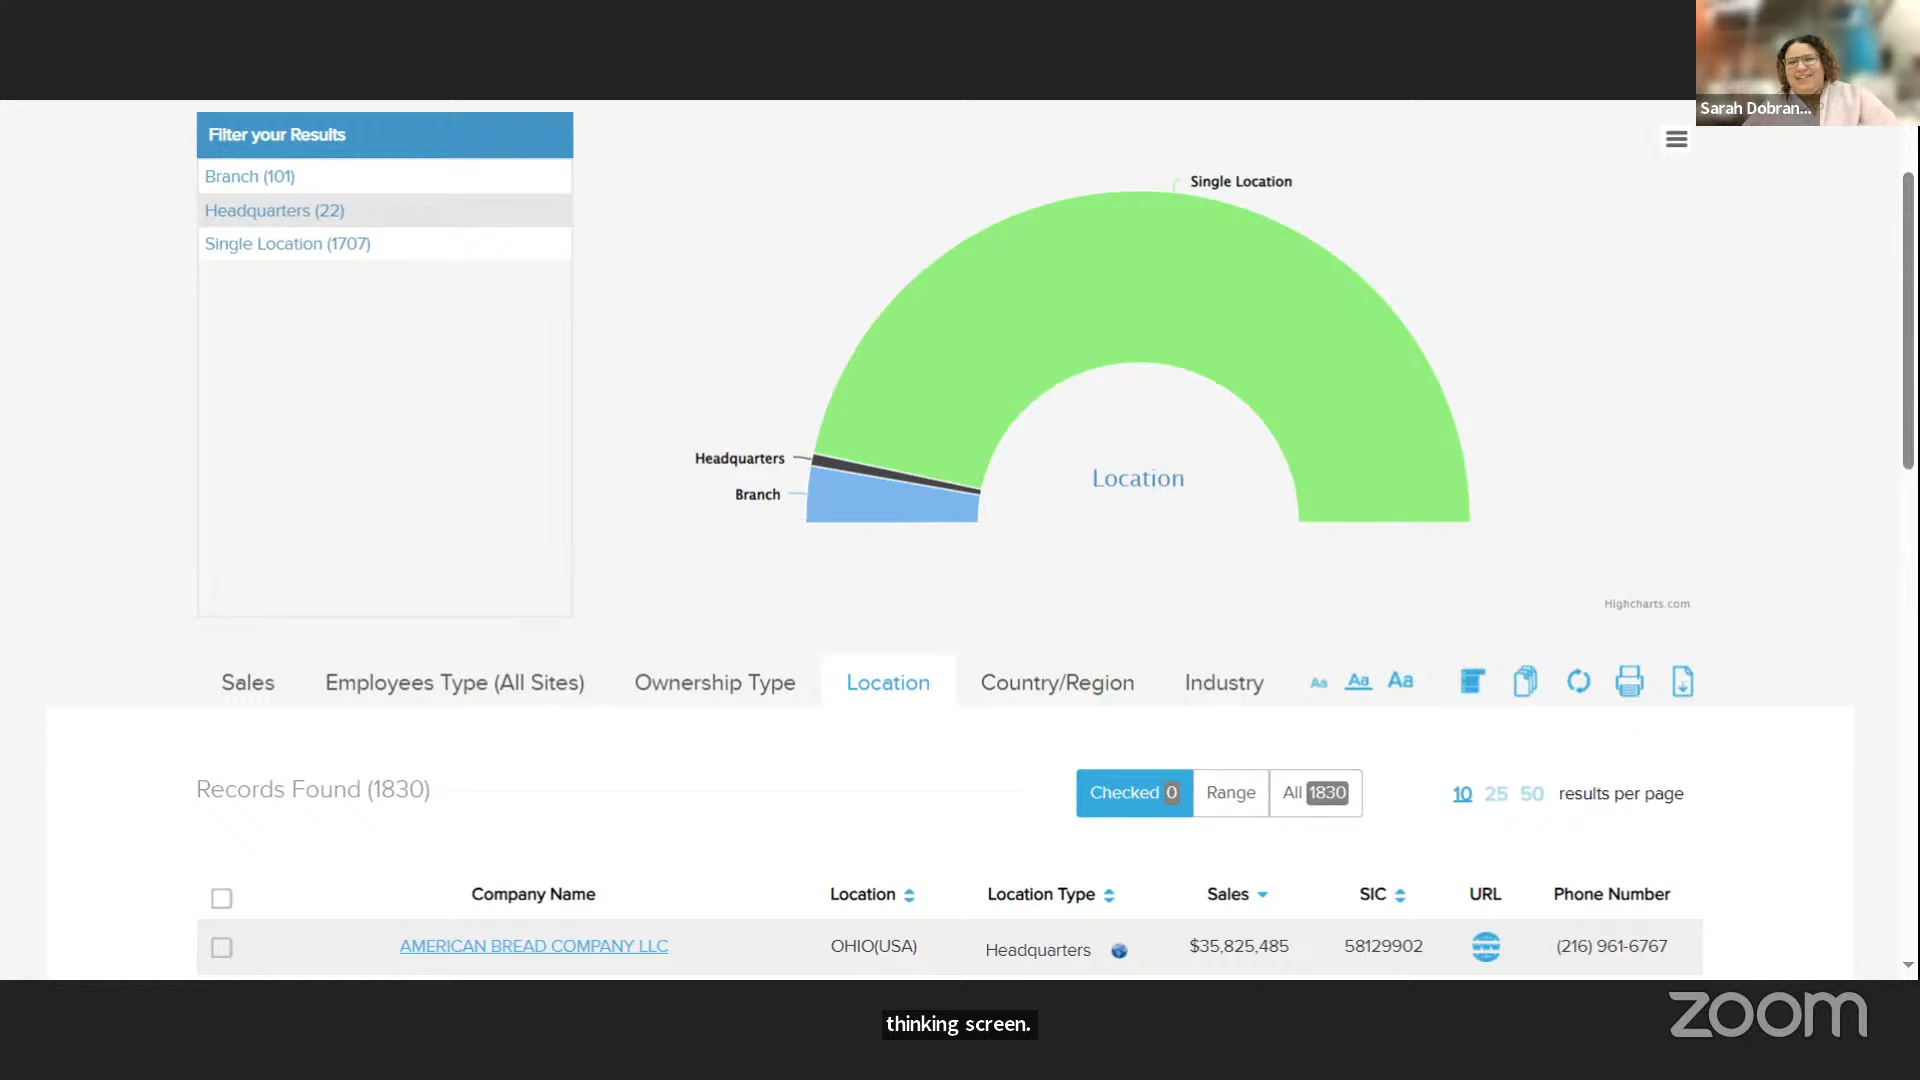 Sarah Dobran...
Filter your Results
Branch (101)
Headquarters (22)
Single Location (1707)
Single Location
Headquarters
Branch
Location
Highcharts.com
Sales Employees Type (All Sites) Ownership Type Location Country/Region Industry Aa Aa Aa
Records Found (1830)
Checked 0 Range All 1830
10 25 50 results per page
Company Name Location Location Type Sales SIC URL Phone Number
AMERICAN BREAD COMPANY LLC OHIO(USA) Headquarters $35,825,485 58129902 (216) 961-6767
thinking screen.
zoom